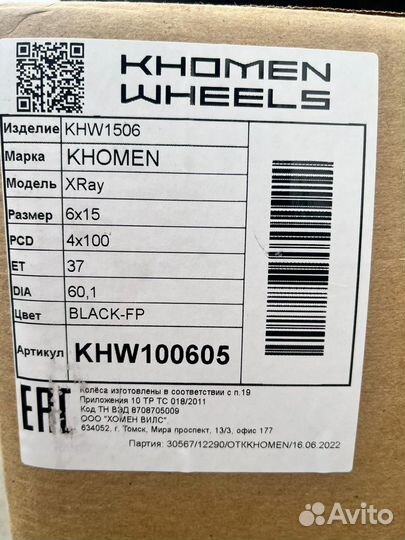 KHOMEN
WHEELS
Изделие KHW1506
Марка KHOMEN
Модель XRay
Размер 6x15
PCD 4x100
ET 37
DIA 60,1
Цвет BLACK-FP
Артикул KHW100605
EAC
Колёса изготовлены в соответствии с п.19
Приложения 10 ТР ТС 018/2011
Код ТН ВЭД 8708705009
ООО "ХОМЕН ВИЛС"
634052, г. Томск, Мира проспект, 13/3, офис 177
Партия: 30567/12290/ОТККHOMEN/16.06.2022
Avito